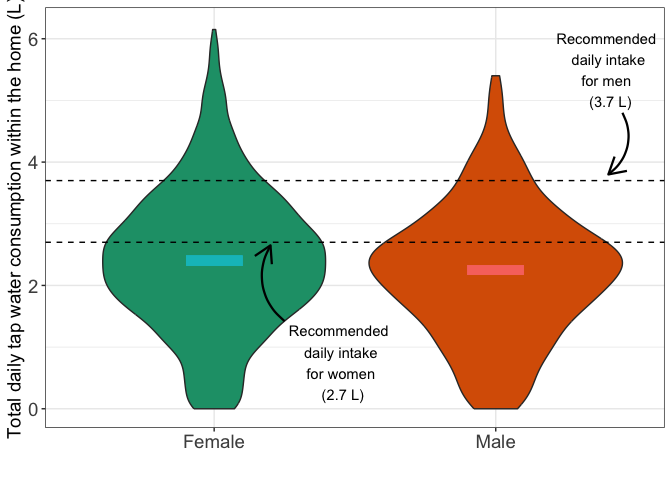 Total daily tap water consumption within the home (L)
6
4
2
0
Recommended
daily intake
for men
(3.7 L)
Recommended
daily intake
for women
(2.7 L)
Female
Male